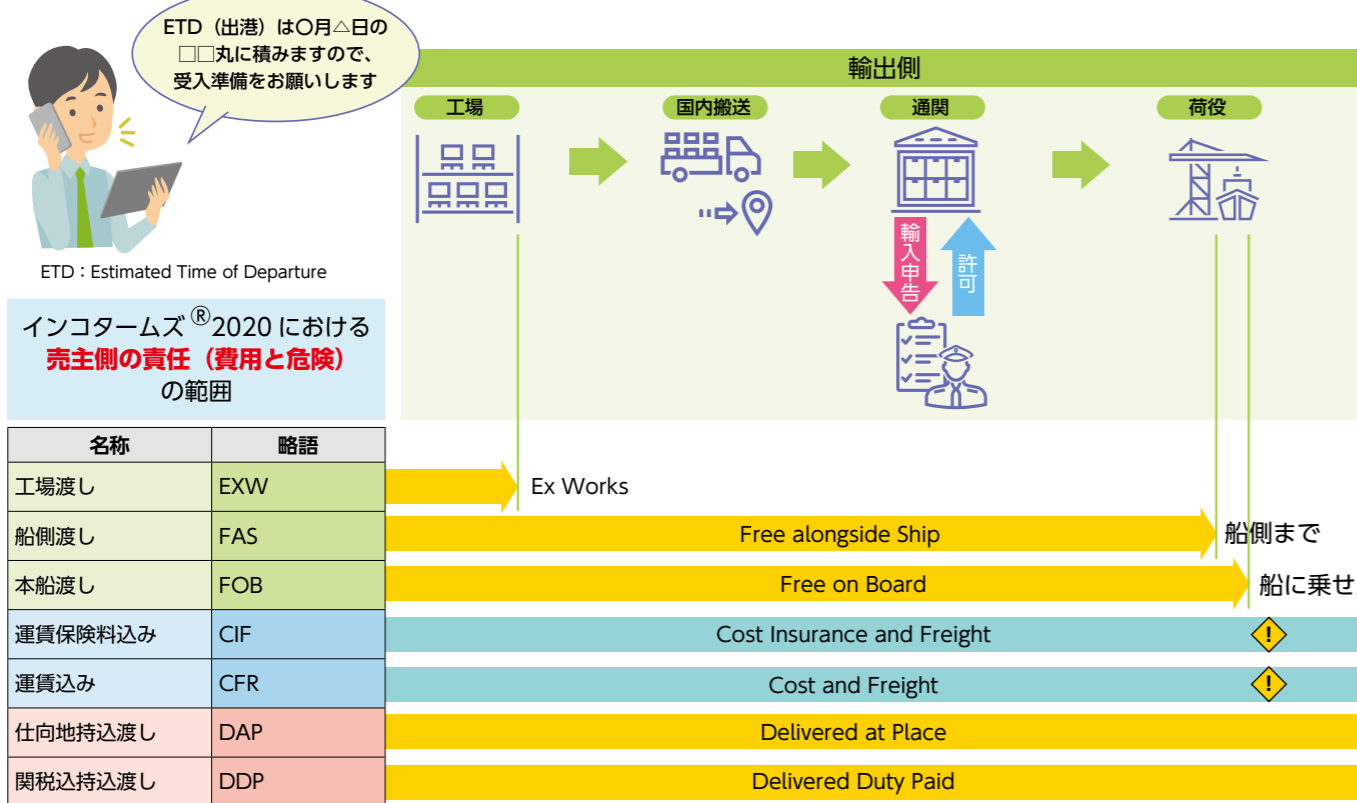 ETD（出港）は〇月△日の
□□丸に積みますので、
受入準備をお願いします
ETD：Estimated Time of Departure
輸出側
工場
国内搬送
通関
荷役
輸入申告
許可
インコタームズ®2020 における
売主側の責任（費用と危険）
の範囲
名称 略語
工場渡し EXW Ex Works
船側渡し FAS Free alongside Ship 船側まで
本船渡し FOB Free on Board 船に乗せ
運賃保険料込み CIF Cost Insurance and Freight !
運賃込み CFR Cost and Freight !
仕向地持込渡し DAP Delivered at Place
関税込持込渡し DDP Delivered Duty Paid